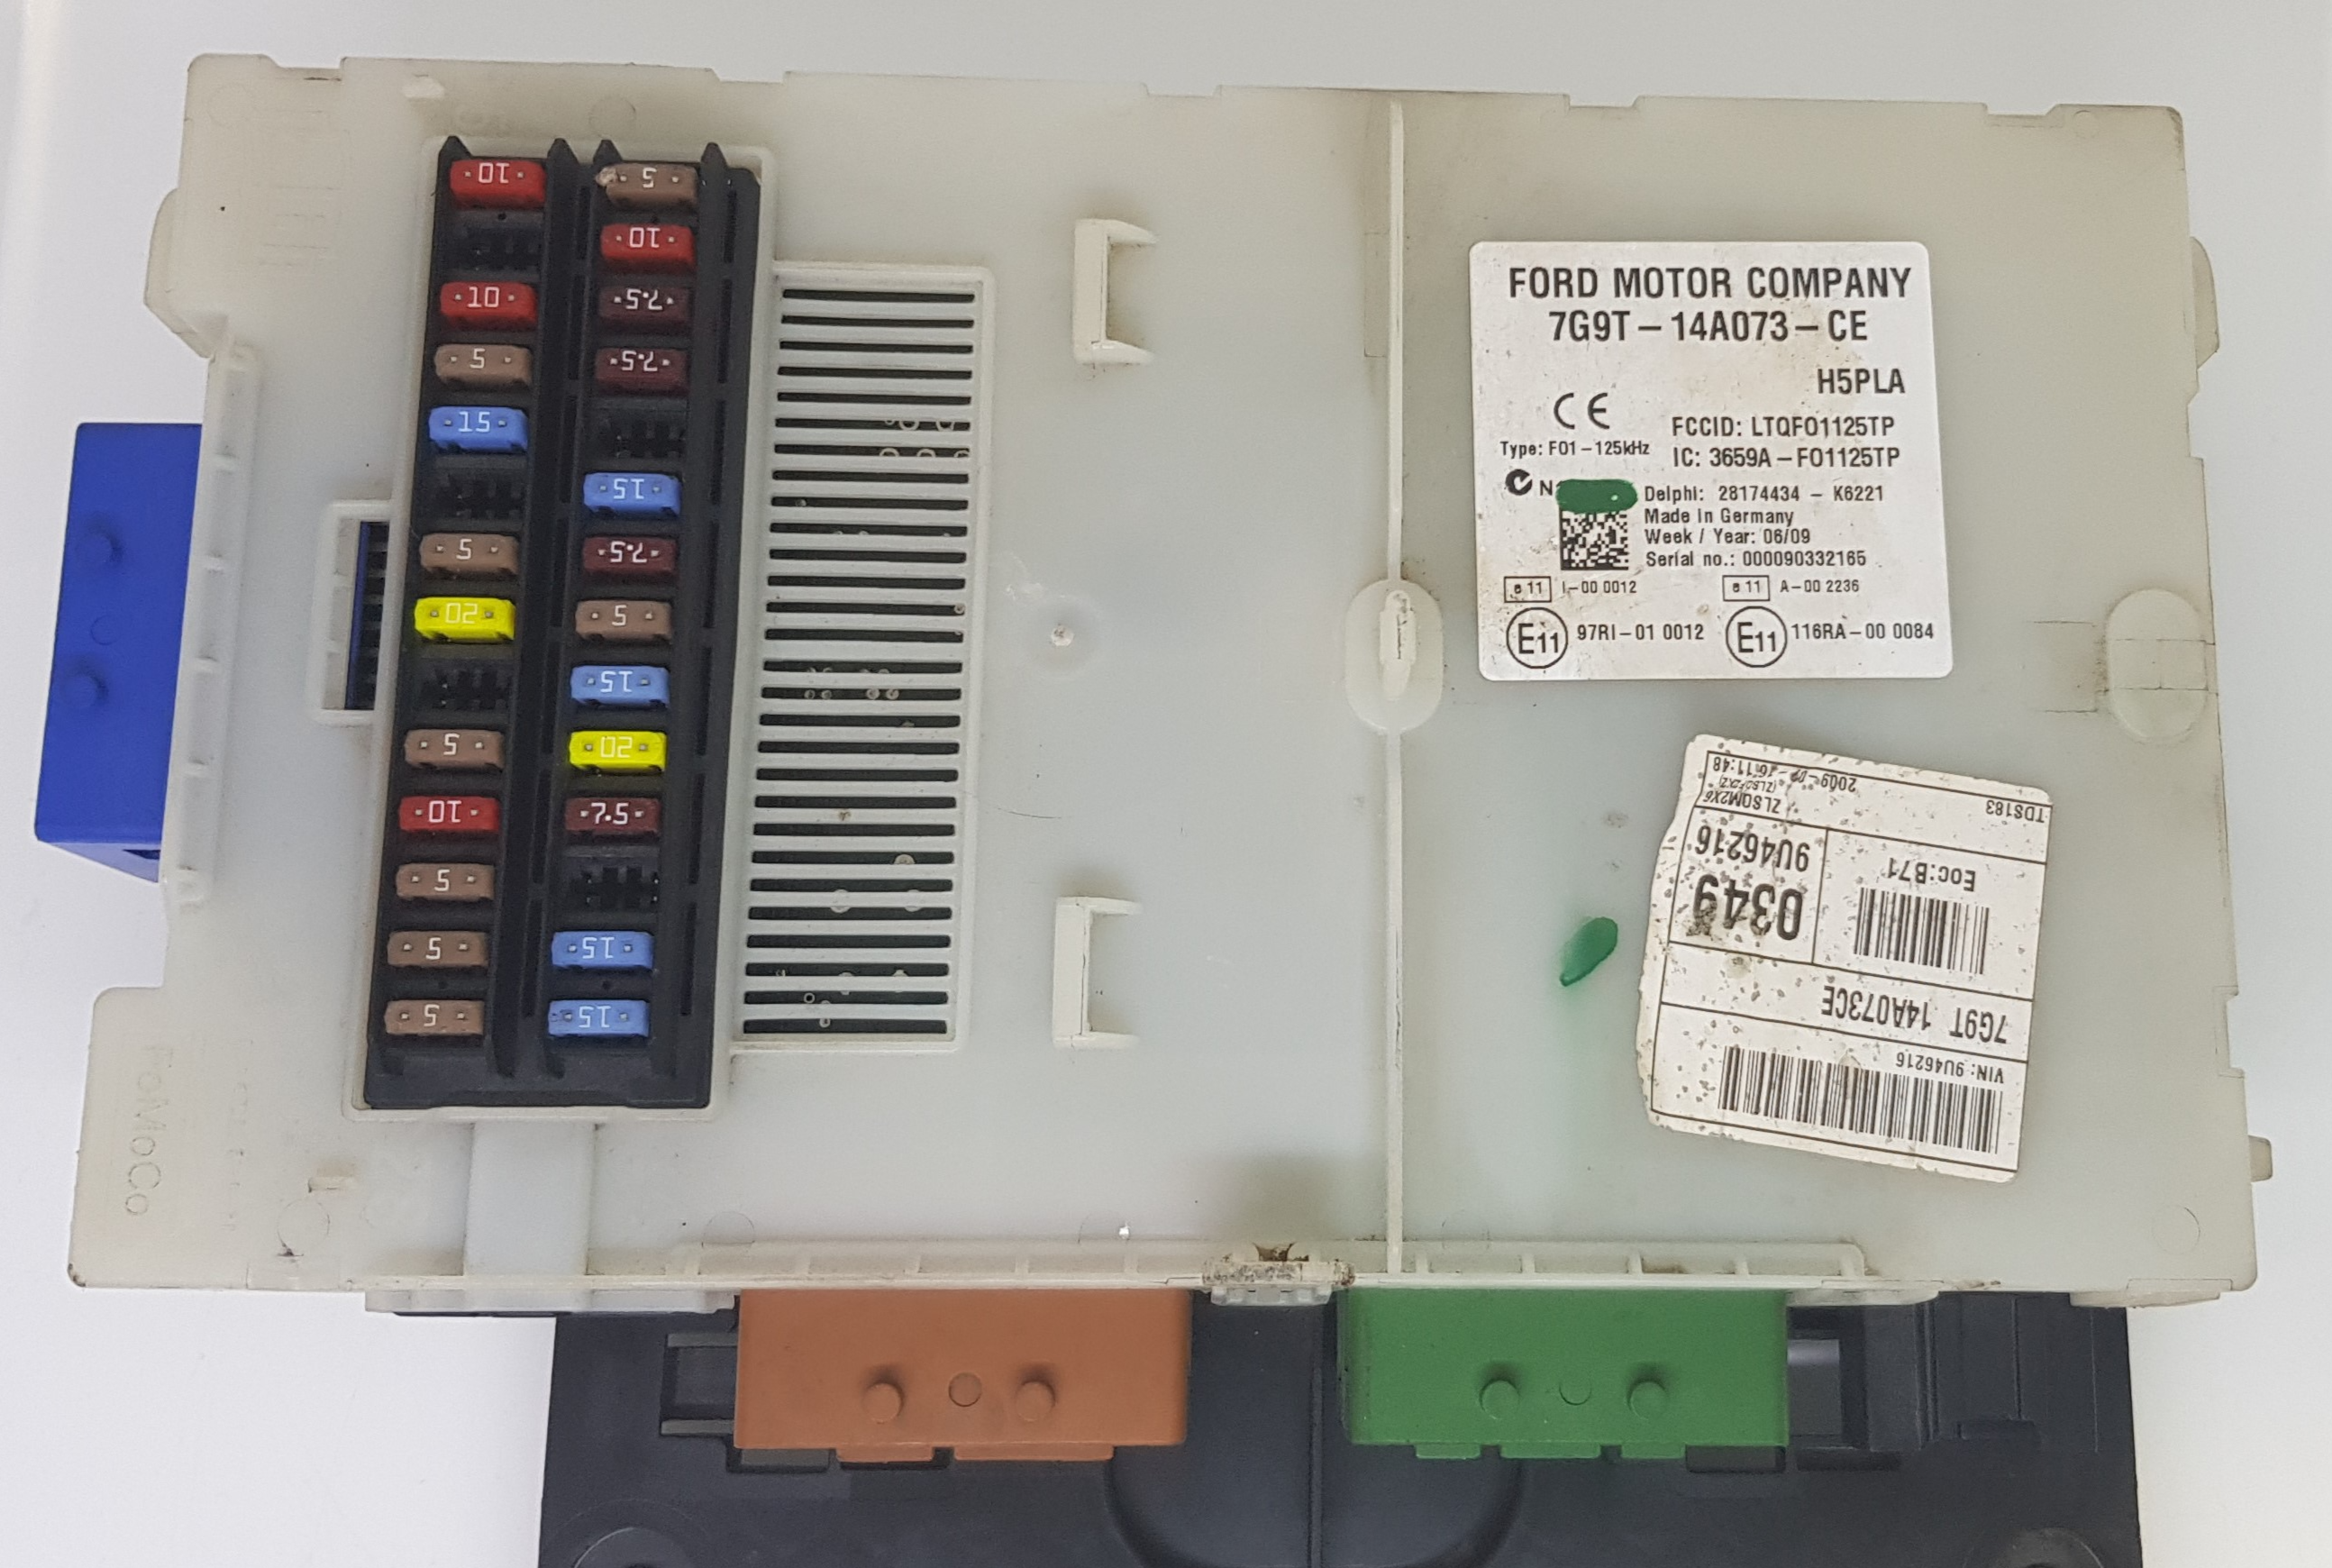 10
5
10
10
7.5
5
7.5
15
15
5
7.5
20
5
15
5
20
10
7.5
5
5
15
5
15
FORD MOTOR COMPANY
7G9T-14A073-CE
H5PLA
CE
FCCID: LTQFO1125TP
Type: F01-125kHz
IC: 3659A-FO1125TP
Delphi: 28174434 - K6221
Made in Germany
Week / Year: 06/09
Serial no.: 000090332165
e 11 I-00 0012
e 11 A-00 2236
E11 97RI-01 0012
E11 116RA-00 0084
VIN: 9U46216
7G9T 14A073CE
Eoc:B71
0349
9U46216
TDS183
ZLSQM2X6
FoMoCo